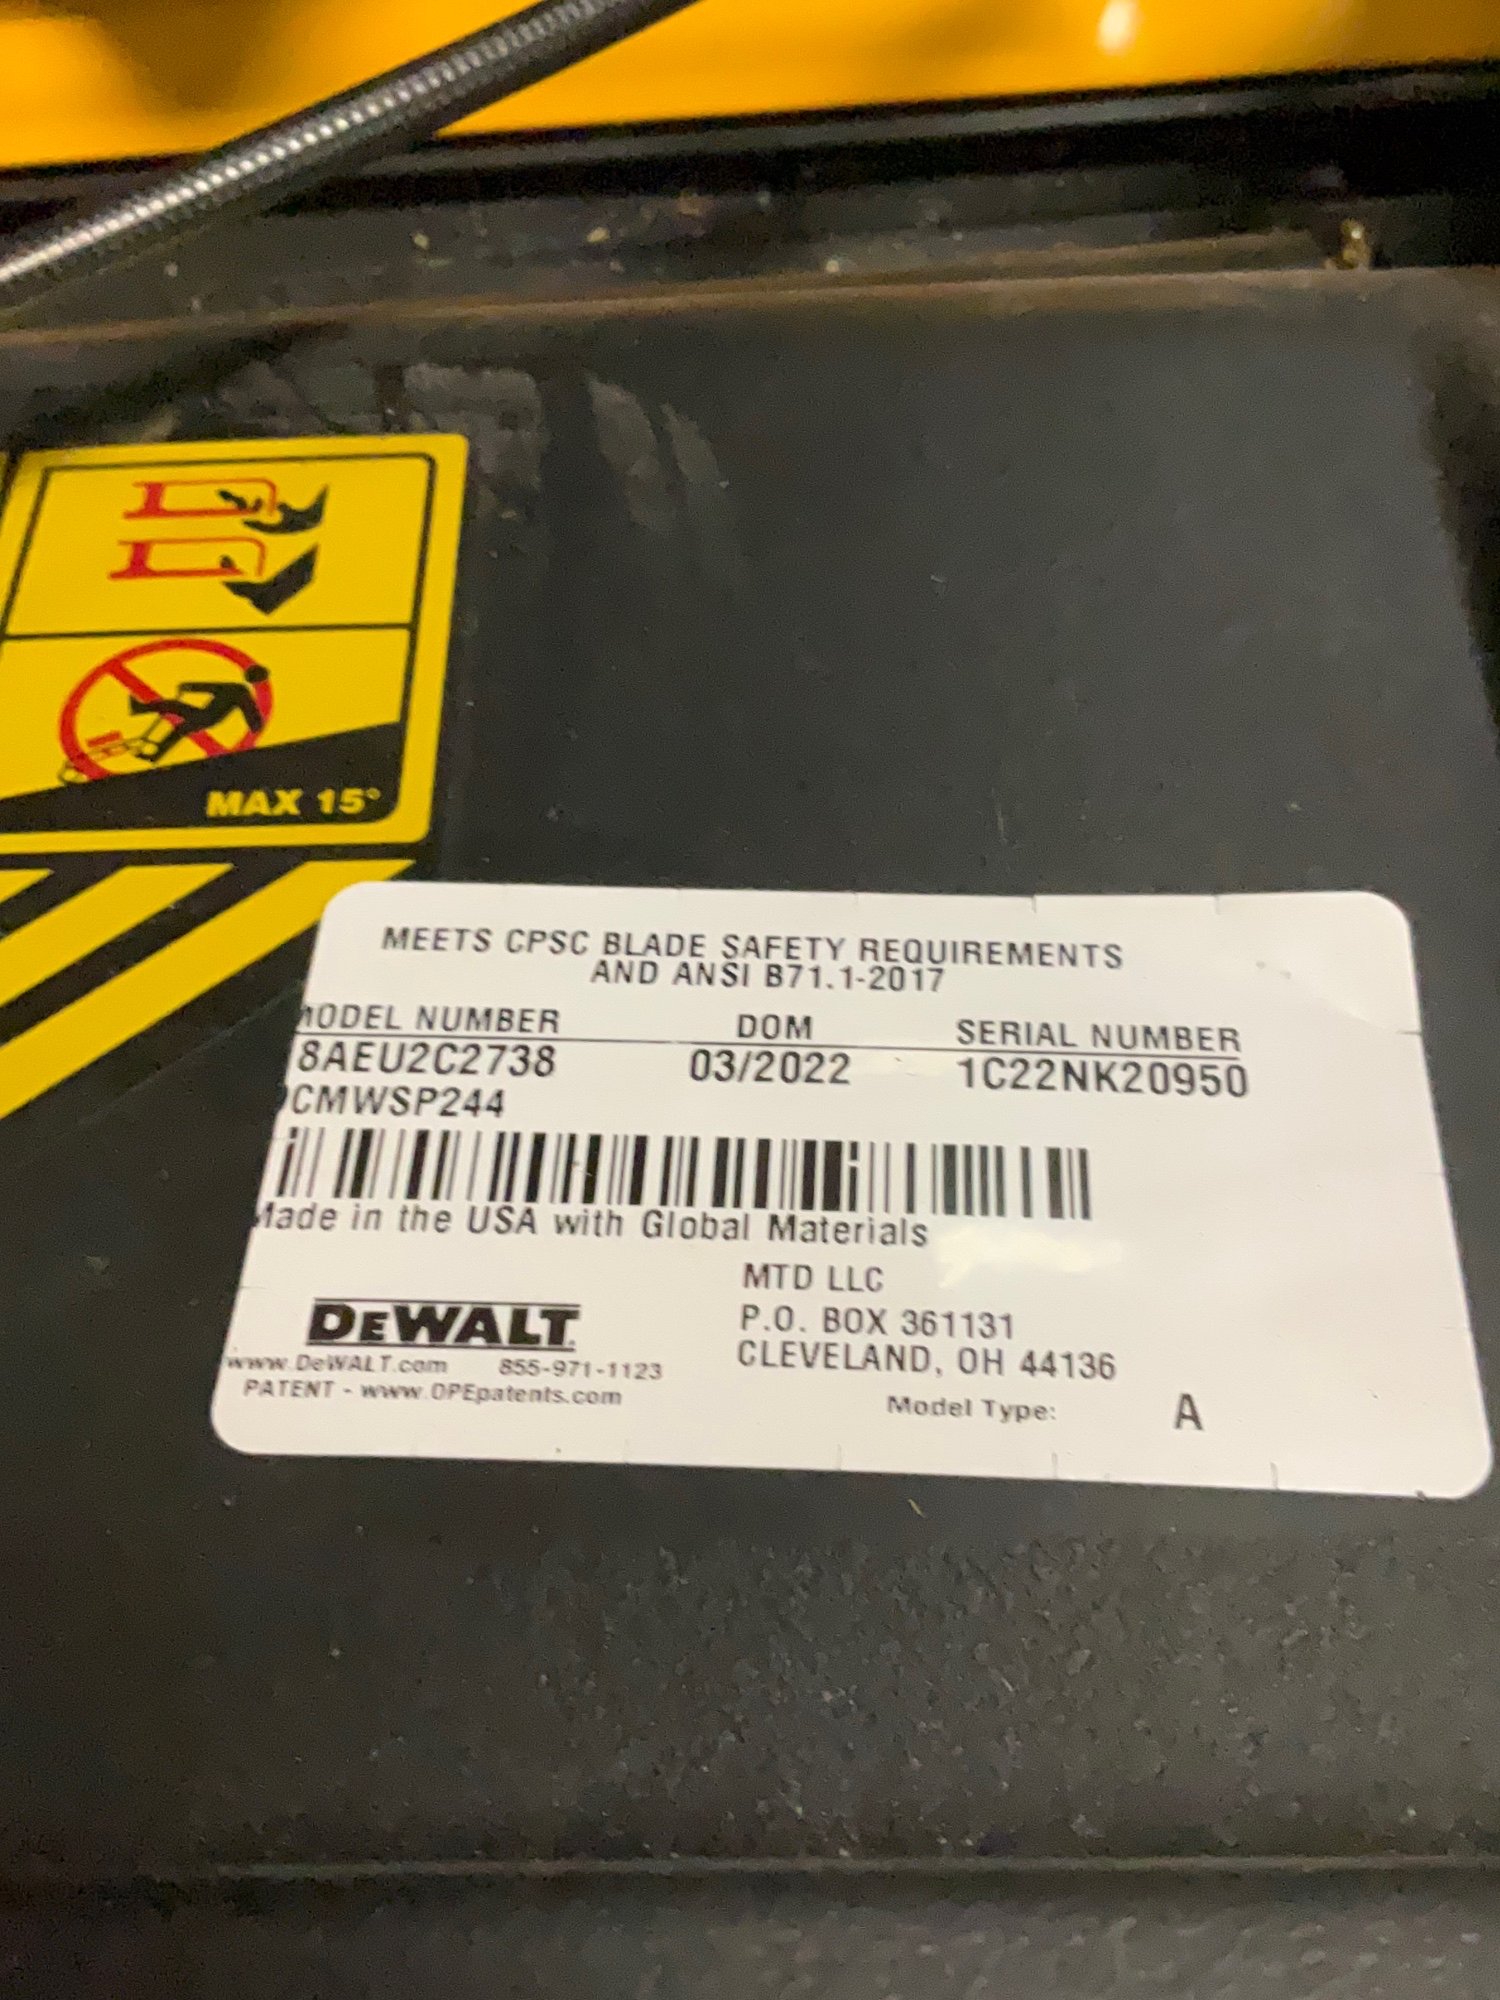 MAX 15°
MEETS CPSC BLADE SAFETY REQUIREMENTS
AND ANSI B71.1-2017
MODEL NUMBER DOM SERIAL NUMBER
8AEU2C2738 03/2022 1C22NK20950
CMWSP244
Made in the USA with Global Materials
MTD LLC
P.O. BOX 361131
CLEVELAND, OH 44136
DEWALT
www.DeWALT.com 855-971-1123
PATENT - www.OPEpatents.com
Model Type: A